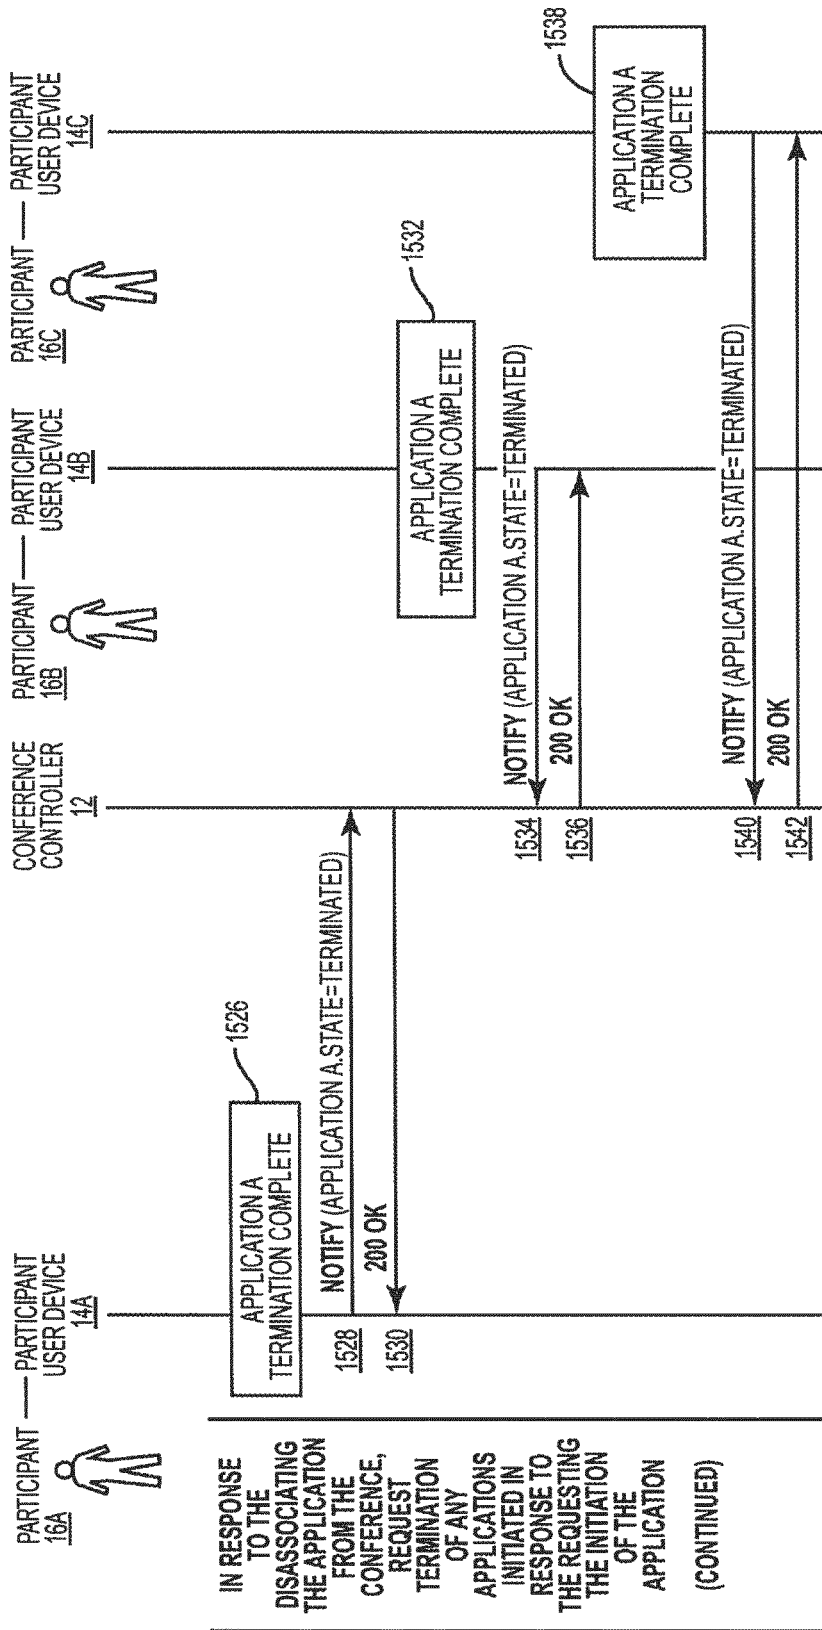 PARTICIPANT — PARTICIPANT
16A
USER DEVICE
14A
CONFERENCE
CONTROLLER
12
PARTICIPANT — PARTICIPANT
16B
USER DEVICE
14B
PARTICIPANT — PARTICIPANT
16C
USER DEVICE
14C
IN RESPONSE
TO THE
DISASSOCIATING
THE APPLICATION
FROM THE
CONFERENCE,
REQUEST
TERMINATION
OF ANY
APPLICATIONS
INITIATED IN
RESPONSE TO
THE REQUESTING
THE INITIATION
OF THE
APPLICATION
(CONTINUED)
APPLICATION A
TERMINATION COMPLETE
1526
NOTIFY (APPLICATION A.STATE=TERMINATED)
1528
200 OK
1530
APPLICATION A
TERMINATION COMPLETE
1532
NOTIFY (APPLICATION A.STATE=TERMINATED)
1534
200 OK
1536
APPLICATION A
TERMINATION
COMPLETE
1538
NOTIFY (APPLICATION A.STATE=TERMINATED)
1540
200 OK
1542